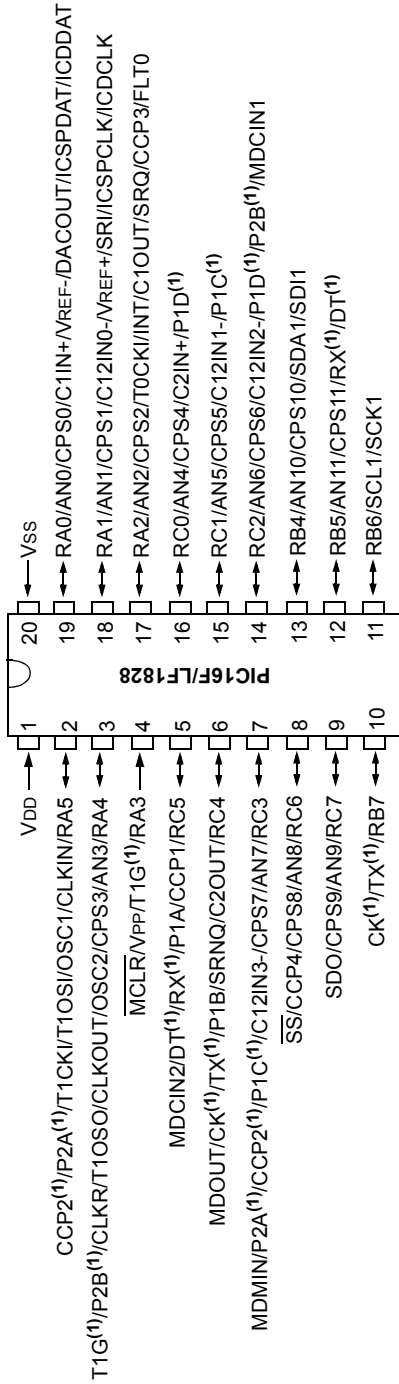 VDD
CCP2(1)/P2A(1)/T1CKI/T1OSI/OSC1/CLKIN/RA5
T1G(1)/P2B(1)/CLKR/T1OSO/CLKOUT/OSC2/CPS3/AN3/RA4
MCLR/VPP/T1G(1)/RA3
MDCIN2/DT(1)/RX(1)/P1A/CCP1/RC5
MDOUT/CK(1)/TX(1)/P1B/SRNQ/C2OUT/RC4
MDMIN/P2A(1)/CCP2(1)/P1C(1)/C12IN3-/CPS7/AN7/RC3
SS/CCP4/CPS8/AN8/RC6
SDO/CPS9/AN9/RC7
CK(1)/TX(1)/RB7
1
2
3
4
5
6
7
8
9
10
PIC16F/LF1828
20
19
18
17
16
15
14
13
12
11
VSS
RA0/AN0/CPS0/C1IN+/VREF-/DACOUT/ICSPDAT/ICDDAT
RA1/AN1/CPS1/C12IN0-/VREF+/SRI/ICSPCLK/ICDCLK
RA2/AN2/CPS2/T0CKI/INT/C1OUT/SRQ/CCP3/FLT0
RC0/AN4/CPS4/C2IN+/P1D(1)
RC1/AN5/CPS5/C12IN1-/P1C(1)
RC2/AN6/CPS6/C12IN2-/P1D(1)/P2B(1)/MDCIN1
RB4/AN10/CPS10/SDA1/SDI1
RB5/AN11/CPS11/RX(1)/DT(1)
RB6/SCL1/SCK1